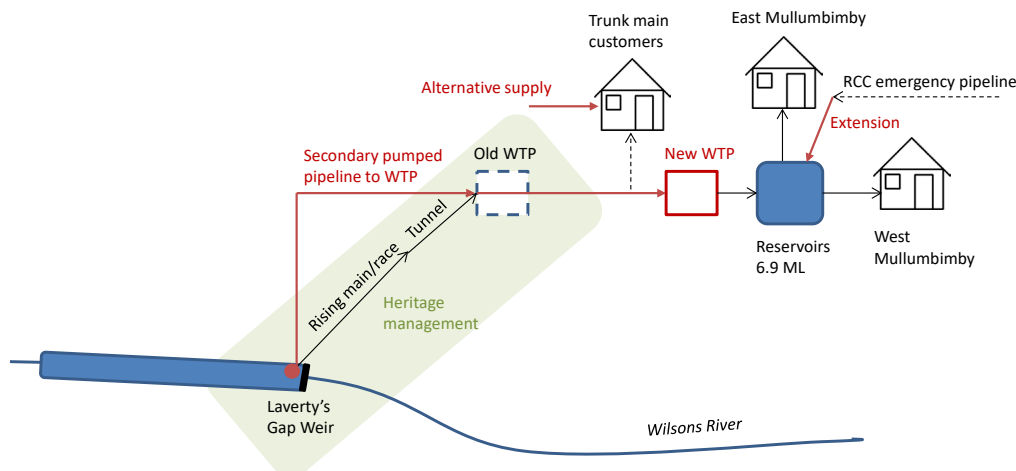 East Mullumbimby
Trunk main
customers
RCC emergency pipeline
Alternative supply
Extension
Secondary pumped
pipeline to WTP
Old WTP
New WTP
Rising main/race
Tunnel
Reservoirs
6.9 ML
West
Mullumbimby
Heritage
management
Laverty's
Gap Weir
Wilsons River